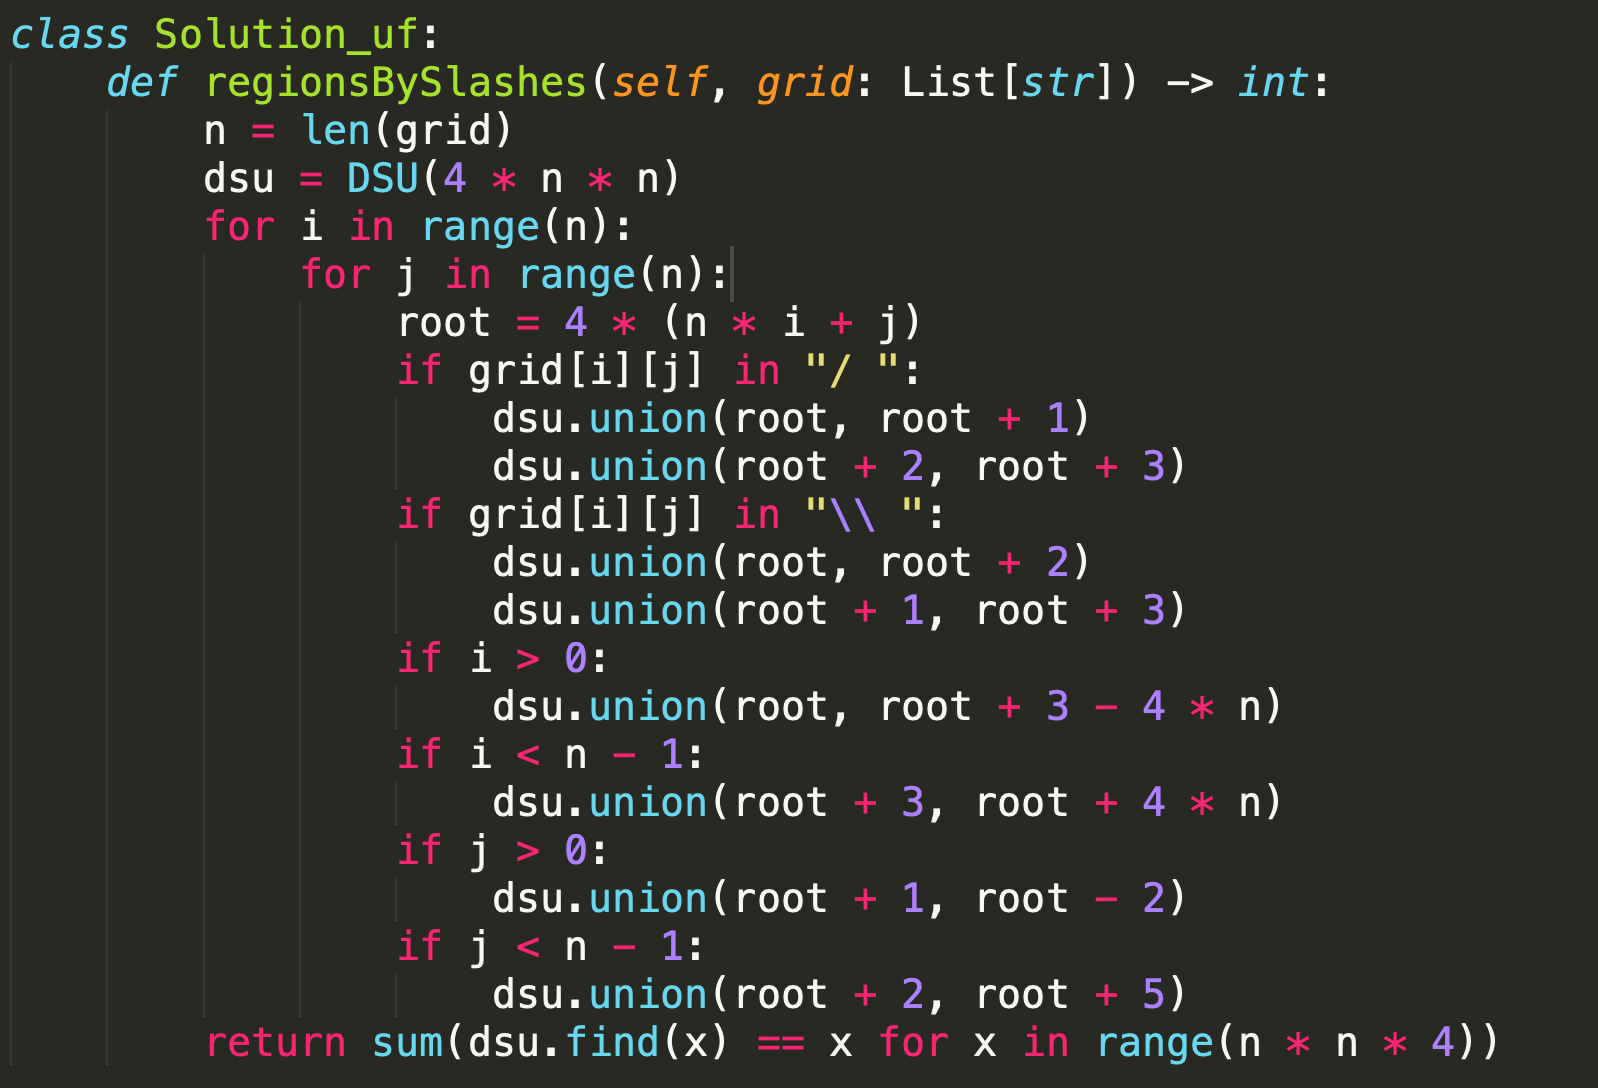 class Solution_uf:
    def regionsBySlashes(self, grid: List[str]) -> int:
        n = len(grid)
        dsu = DSU(4 * n * n)
        for i in range(n):
            for j in range(n):
                root = 4 * (n * i + j)
                if grid[i][j] in "/ ":
                    dsu.union(root, root + 1)
                    dsu.union(root + 2, root + 3)
                if grid[i][j] in "\\ ":
                    dsu.union(root, root + 2)
                    dsu.union(root + 1, root + 3)
                if i > 0:
                    dsu.union(root, root + 3 - 4 * n)
                if i < n - 1:
                    dsu.union(root + 3, root + 4 * n)
                if j > 0:
                    dsu.union(root + 1, root - 2)
                if j < n - 1:
                    dsu.union(root + 2, root + 5)
        return sum(dsu.find(x) == x for x in range(n * n * 4))